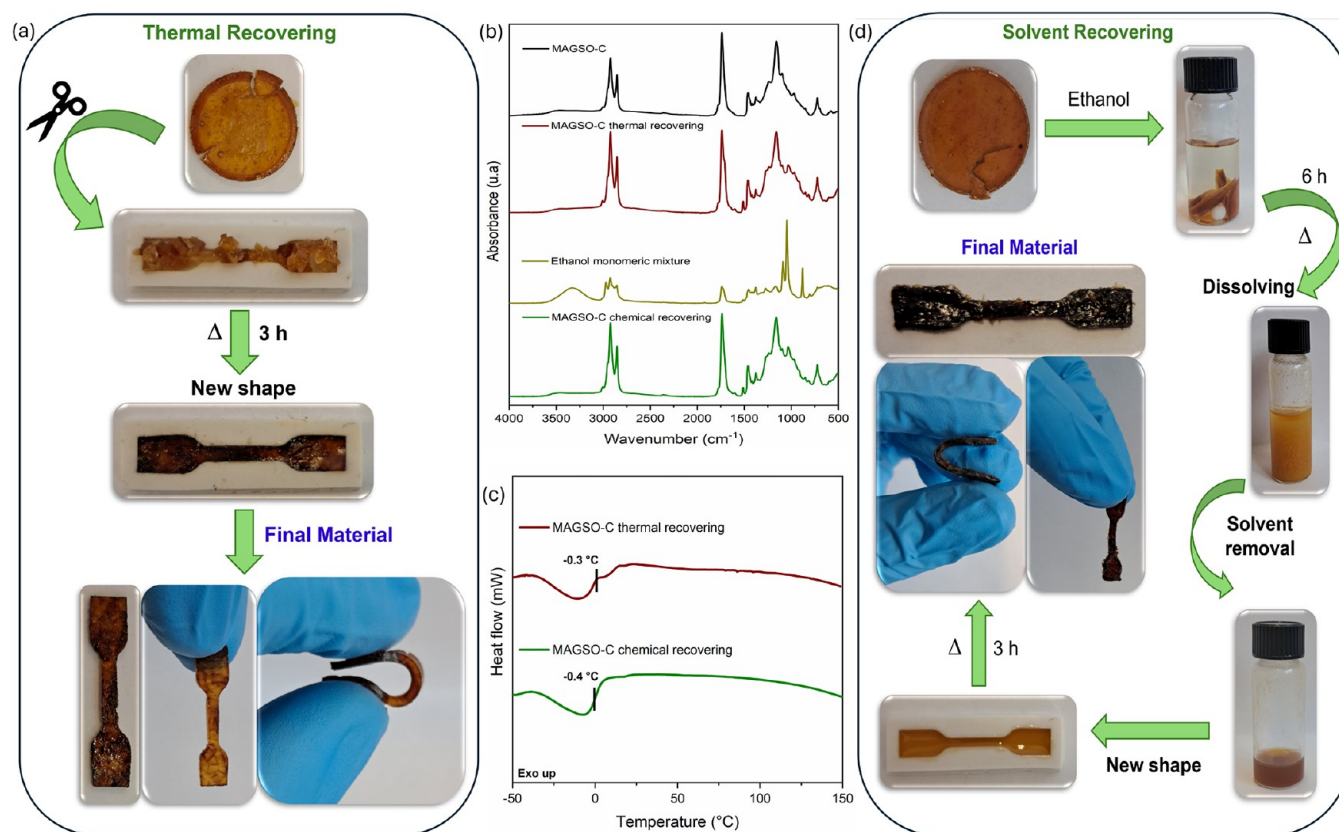 (a)
Thermal Recovering
Δ 3 h
New shape
Final Material
(b)
MAGSO-C
MAGSO-C thermal recovering
Ethanol monomeric mixture
MAGSO-C chemical recovering
Absorbance (u.a)
4000 3500 3000 2500 2000 1500 1000 500
Wavenumber (cm⁻¹)
(c)
MAGSO-C thermal recovering
-0.3 °C
MAGSO-C chemical recovering
-0.4 °C
Heat flow (mW)
Exo up
-50 0 50 100 150
Temperature (°C)
(d)
Solvent Recovering
Ethanol
6 h
Δ
Dissolving
Solvent
removal
New shape
Δ 3 h
Final Material